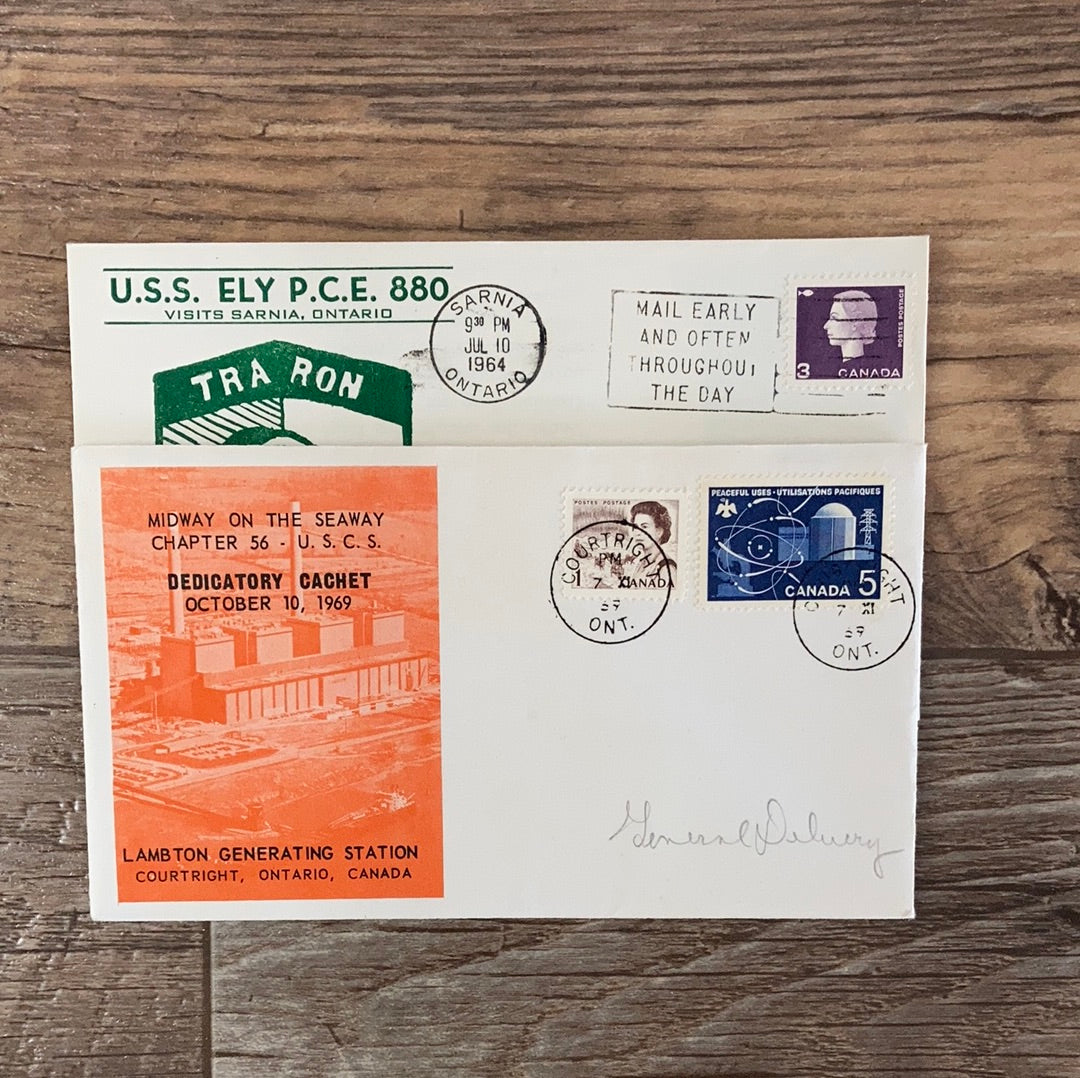 U.S.S. ELY P.C.E. 880
VISITS SARNIA, ONTARIO
TRA RON
SARNIA
9³⁰ PM
JUL 10
1964
ONTARIO
MAIL EARLY
AND OFTEN
THROUGHOUT
THE DAY
POSTES POSTAGE
3 CANADA
MIDWAY ON THE SEAWAY
CHAPTER 56 - U. S. C. S.
DEDICATORY CACHET
OCTOBER 10, 1969
LAMBTON GENERATING STATION
COURTRIGHT, ONTARIO, CANADA
POSTES POSTAGE
1 CANADA
COURTRIGHT
PM
7 XI
ONT.
PEACEFUL USES · UTILISATIONS PACIFIQUES
CANADA 5
7 XI
ONT.
General Delivery